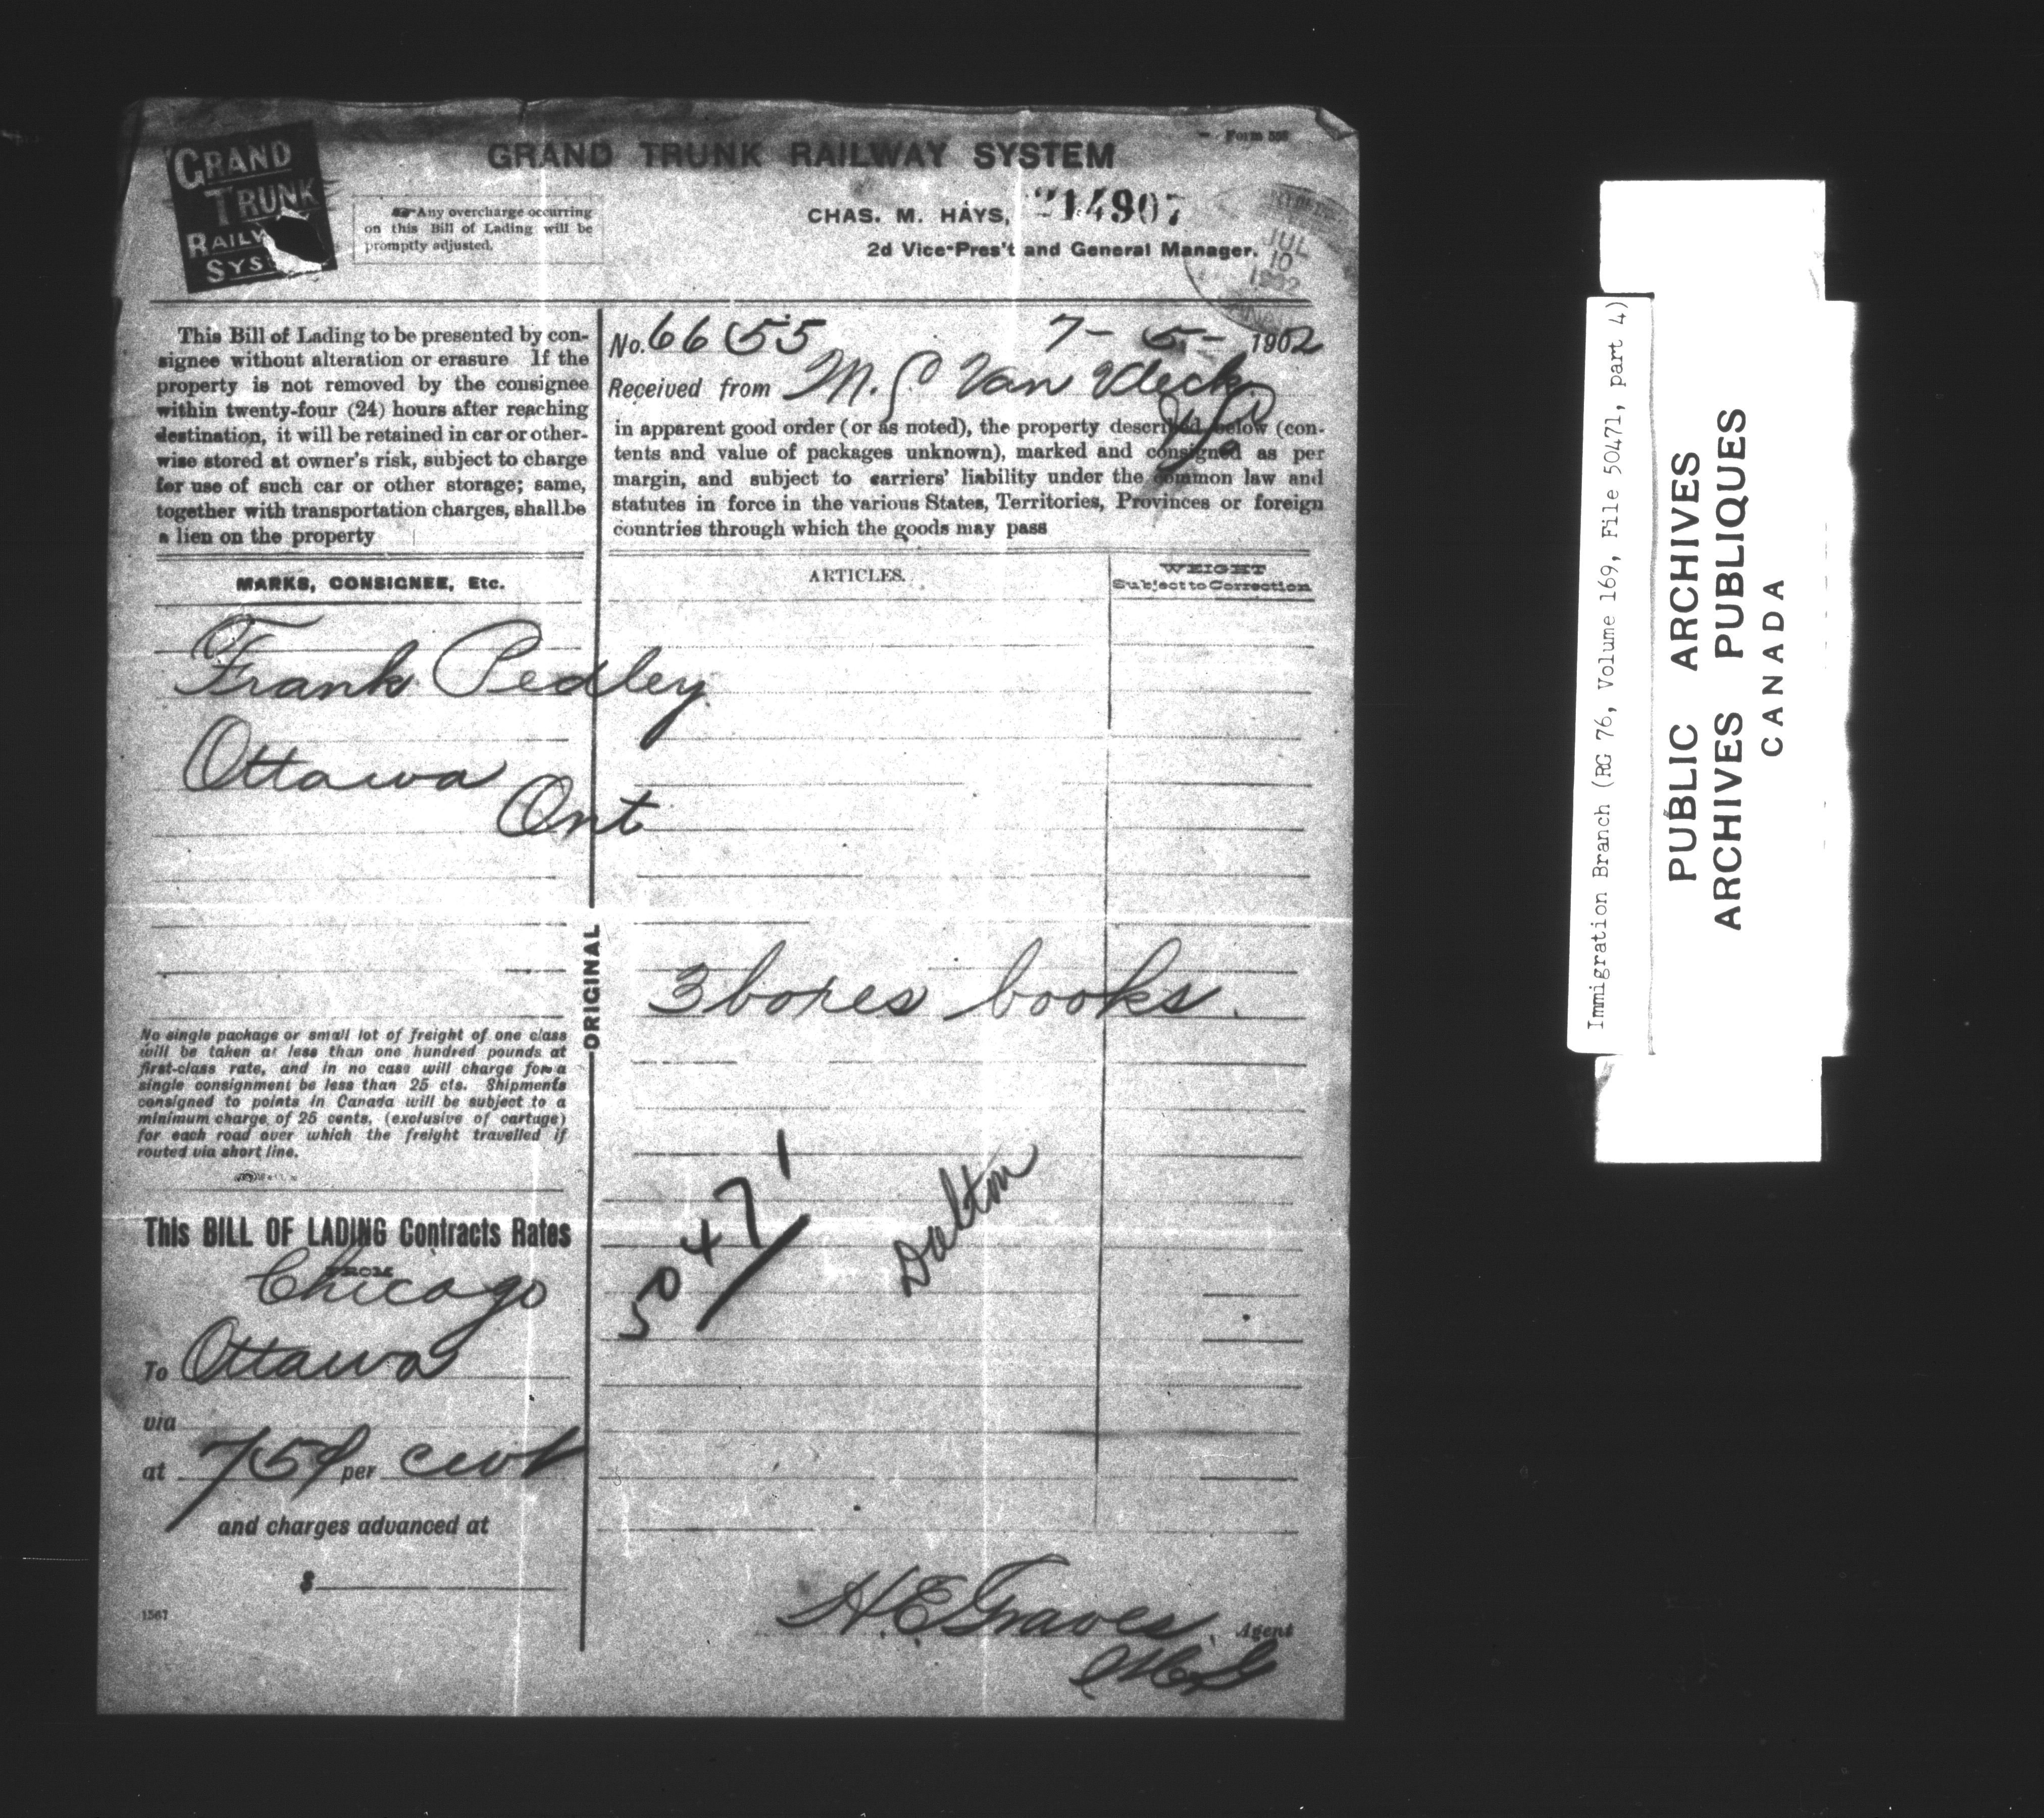 Form
GRAND TRUNK RAILWAY SYSTEM
GRAND
TRUNK
RAILW
SYS
Any overcharge occurring
on this Bill of Lading will be
promptly adjusted.
CHAS. M. HAYS,
2d Vice-Pres't and General Manager.
14907
JUL
10
1902
This Bill of Lading to be presented by con-
signee without alteration or erasure If the
property is not removed by the consignee
within twenty-four (24) hours after reaching
destination, it will be retained in car or other-
wise stored at owner's risk, subject to charge
for use of such car or other storage; same,
together with transportation charges, shall be
a lien on the property
No. 6655 7-5-1902
Received from M. P Van Vleck
in apparent good order (or as noted), the property described below (con-
tents and value of packages unknown), marked and consigned as per
margin, and subject to carriers' liability under the common law and
statutes in force in the various States, Territories, Provinces or foreign
countries through which the goods may pass
MARKS, CONSIGNEE, Etc.
ARTICLES.
WEIGHT
Subject to Correction
Frank Pedley
Ottawa
Ont
ORIGINAL
3 boxes books.
No single package or small lot of freight of one class
will be taken at less than one hundred pounds at
first-class rate, and in no case will charge for a
single consignment be less than 25 cts. Shipments
consigned to points in Canada will be subject to a
minimum charge of 25 cents, (exclusive of cartage)
for each road over which the freight travelled if
routed via short line.
50471
Dalton
This BILL OF LADING Contracts Rates
FROM
Chicago
To Ottawa
via
at 75¢ per cwt
and charges advanced at
$
1567
H. E. Graves, Agent
Immigration Branch (RG 76, Volume 169, File 50471, part 4)
PUBLIC ARCHIVES
ARCHIVES PUBLIQUES
CANADA